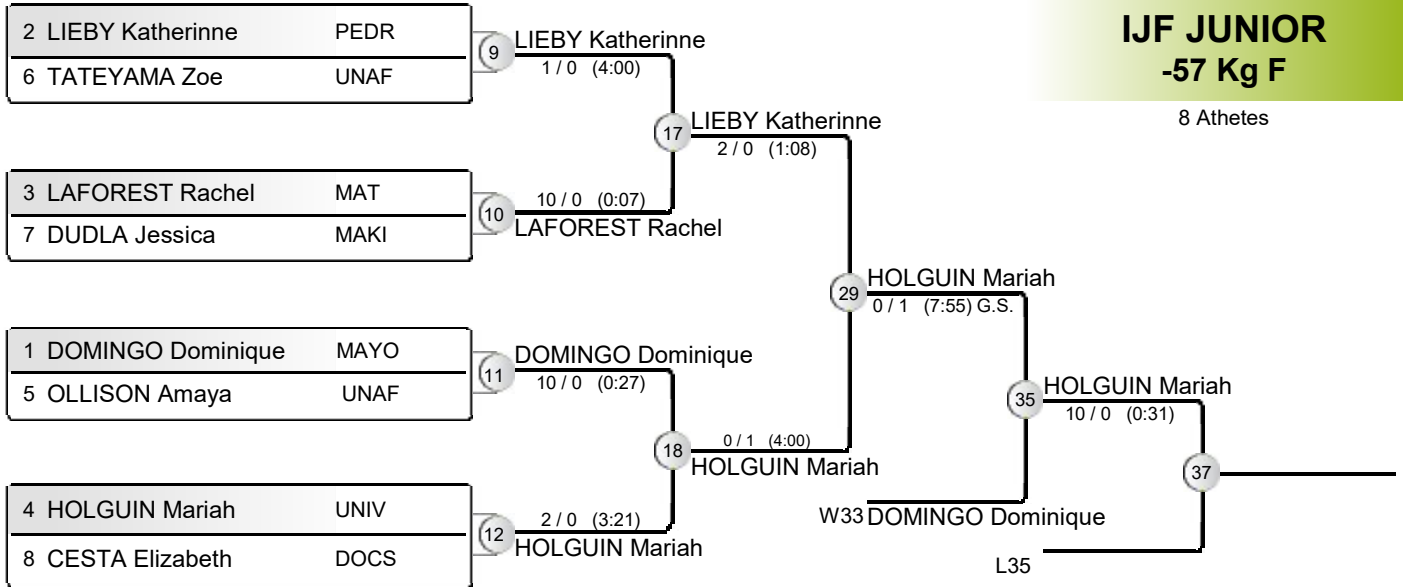 IJF JUNIOR
-57 Kg F
8 Athetes
2 LIEBY Katherinne PEDR
6 TATEYAMA Zoe UNAF
9
LIEBY Katherinne
1 / 0 (4:00)
17
LIEBY Katherinne
2 / 0 (1:08)
3 LAFOREST Rachel MAT
7 DUDLA Jessica MAKI
10
10 / 0 (0:07)
LAFOREST Rachel
29
HOLGUIN Mariah
0 / 1 (7:55) G.S.
1 DOMINGO Dominique MAYO
5 OLLISON Amaya UNAF
11
DOMINGO Dominique
10 / 0 (0:27)
35
HOLGUIN Mariah
10 / 0 (0:31)
18
0 / 1 (4:00)
HOLGUIN Mariah
37
4 HOLGUIN Mariah UNIV
8 CESTA Elizabeth DOCS
12
2 / 0 (3:21)
HOLGUIN Mariah
W33 DOMINGO Dominique
L35